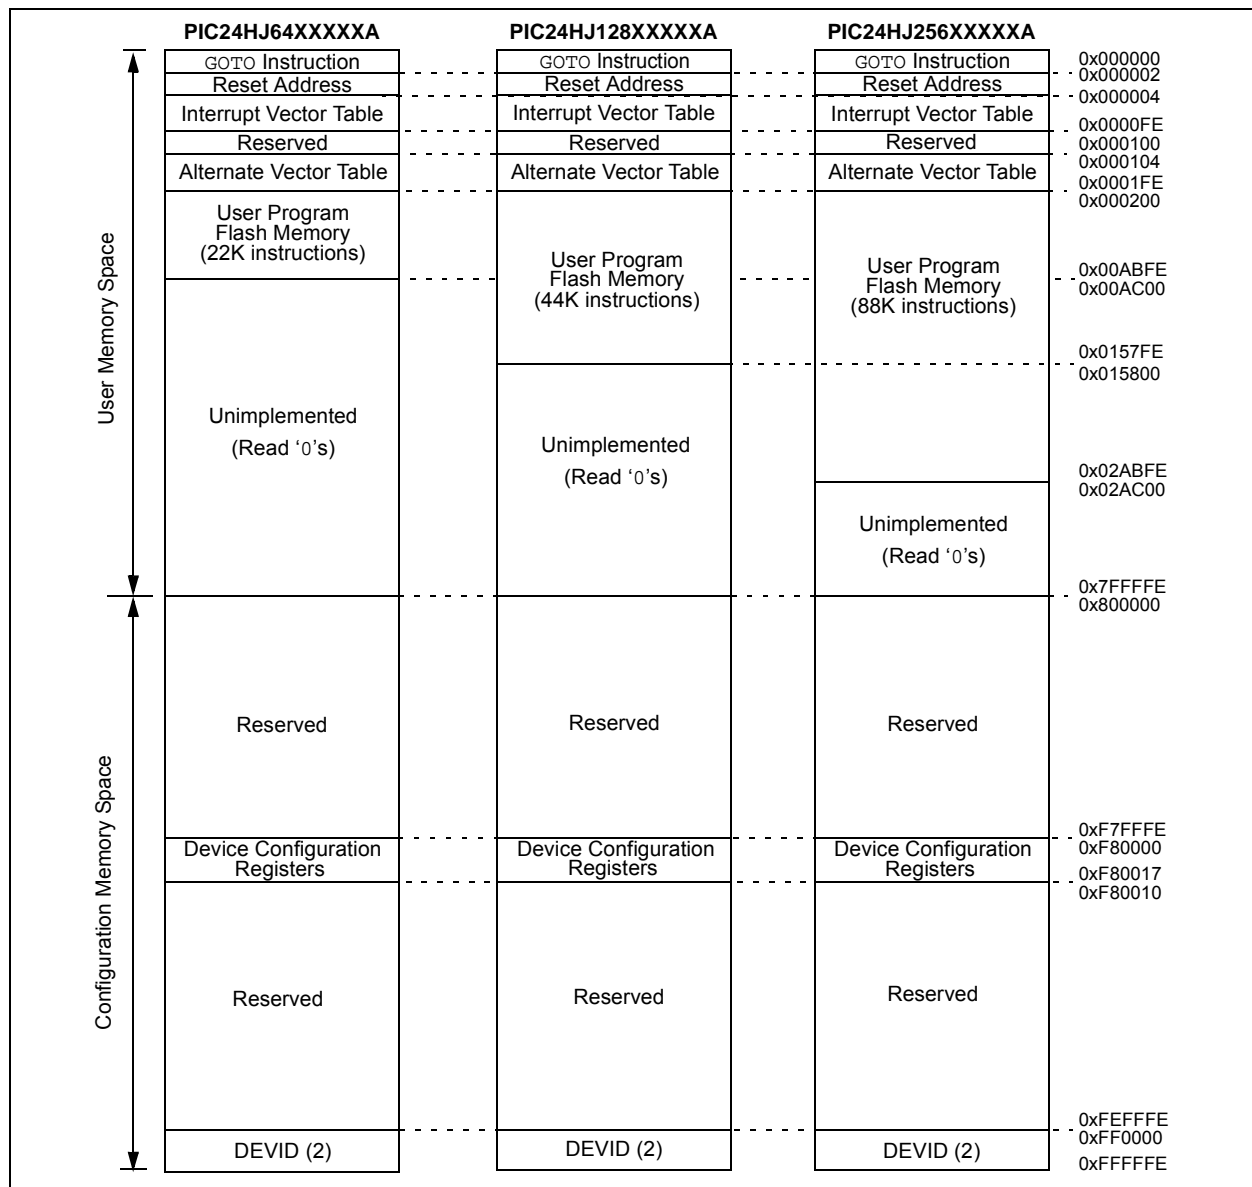 PIC24HJ64XXXXXA
PIC24HJ128XXXXXA
PIC24HJ256XXXXXA
GOTO Instruction
GOTO Instruction
GOTO Instruction
0x000000
0x000002
Reset Address
Reset Address
Reset Address
0x000004
Interrupt Vector Table
Interrupt Vector Table
Interrupt Vector Table
0x0000FE
Reserved
Reserved
Reserved
0x000100
0x000104
Alternate Vector Table
Alternate Vector Table
Alternate Vector Table
0x0001FE
0x000200
User Program
Flash Memory
(22K instructions)
User Program
Flash Memory
(44K instructions)
User Program
Flash Memory
(88K instructions)
0x00ABFE
0x00AC00
0x0157FE
0x015800
User Memory Space
Unimplemented
(Read ‘0’s)
Unimplemented
(Read ‘0’s)
0x02ABFE
0x02AC00
Unimplemented
(Read ‘0’s)
0x7FFFFE
0x800000
Reserved
Reserved
Reserved
0xF7FFFE
0xF80000
Device Configuration
Registers
Device Configuration
Registers
Device Configuration
Registers
0xF80017
0xF80010
Configuration Memory Space
Reserved
Reserved
Reserved
0xFEFFFE
0xFF0000
DEVID (2)
DEVID (2)
DEVID (2)
0xFFFFFE